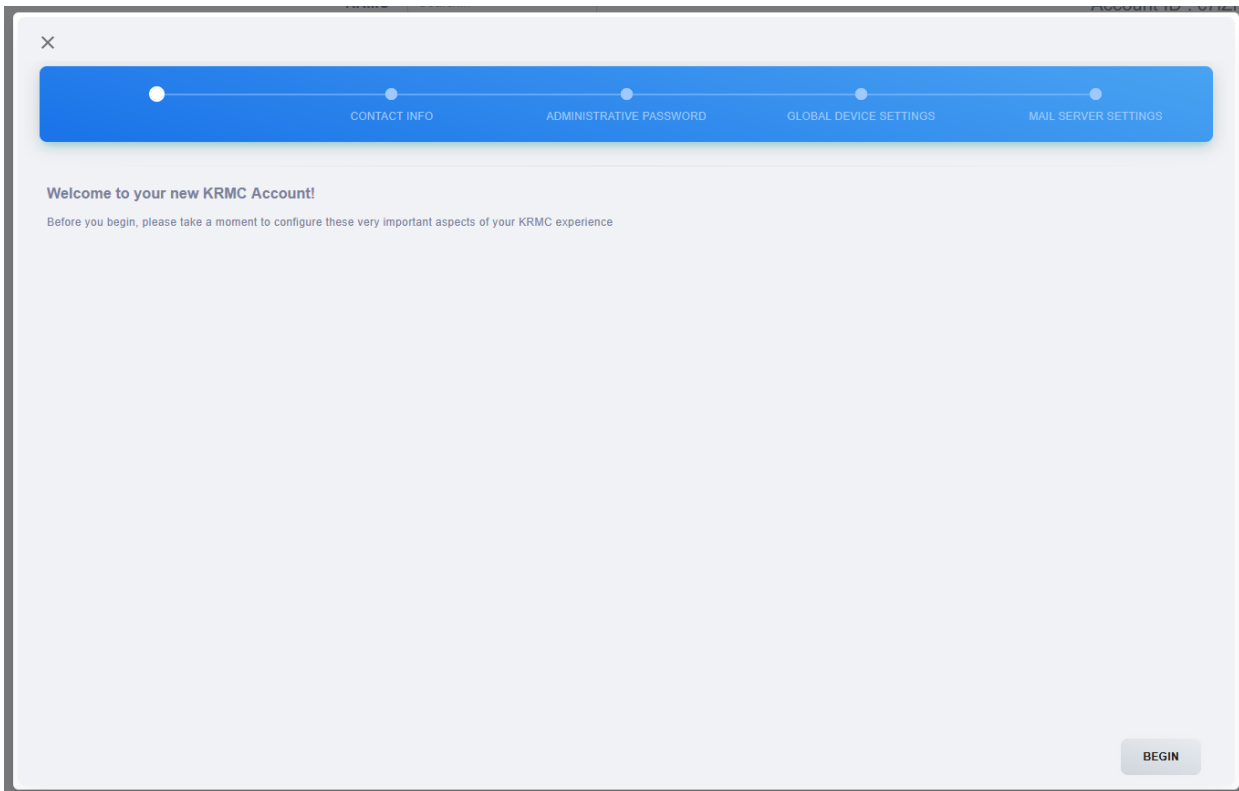 CONTACT INFO
ADMINISTRATIVE PASSWORD
GLOBAL DEVICE SETTINGS
MAIL SERVER SETTINGS
Welcome to your new KRMC Account!
Before you begin, please take a moment to configure these very important aspects of your KRMC experience
BEGIN